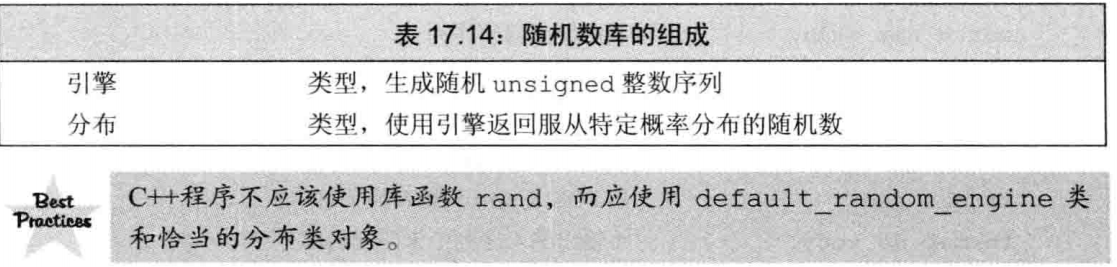 表 17.14：随机数库的组成
引擎 类型，生成随机 unsigned 整数序列
分布 类型，使用引擎返回服从特定概率分布的随机数
Best
Practices
C++程序不应该使用库函数 rand，而应使用 default_random_engine 类
和恰当的分布类对象。